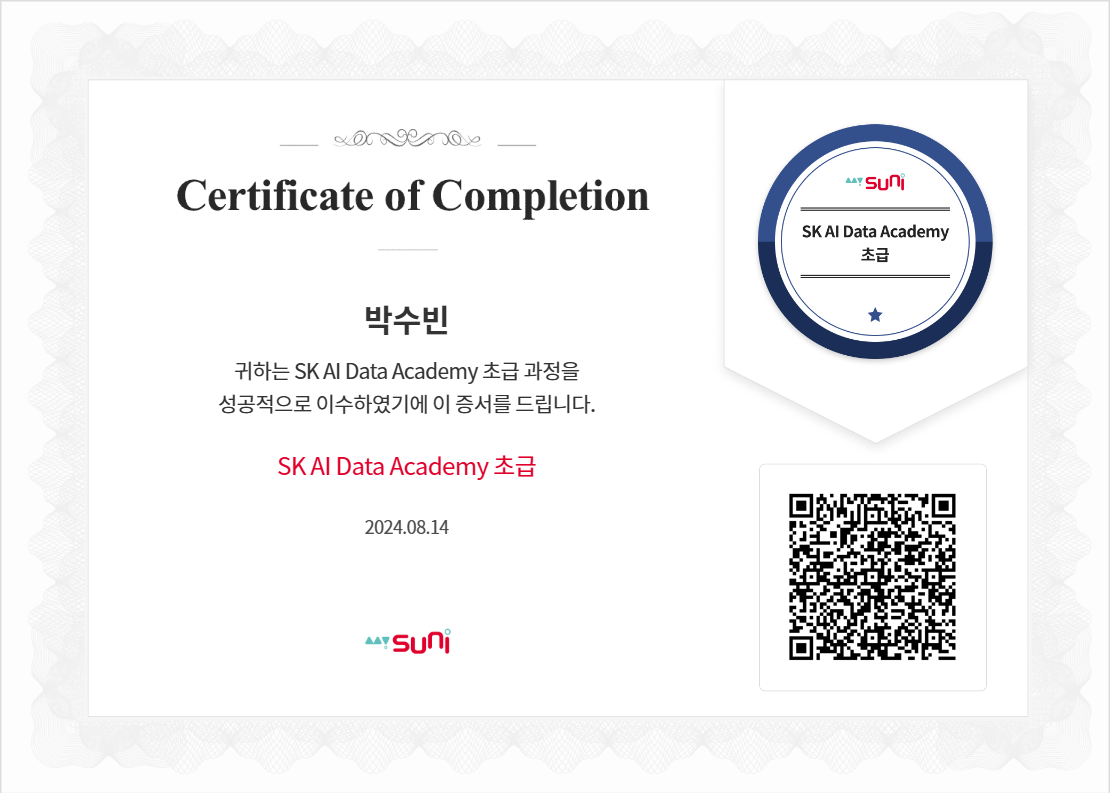 Certificate of Completion
박수빈
귀하는 SK AI Data Academy 초급 과정을
성공적으로 이수하였기에 이 증서를 드립니다.
SK AI Data Academy 초급
2024.08.14
mysuni
mysuni
SK AI Data Academy
초급